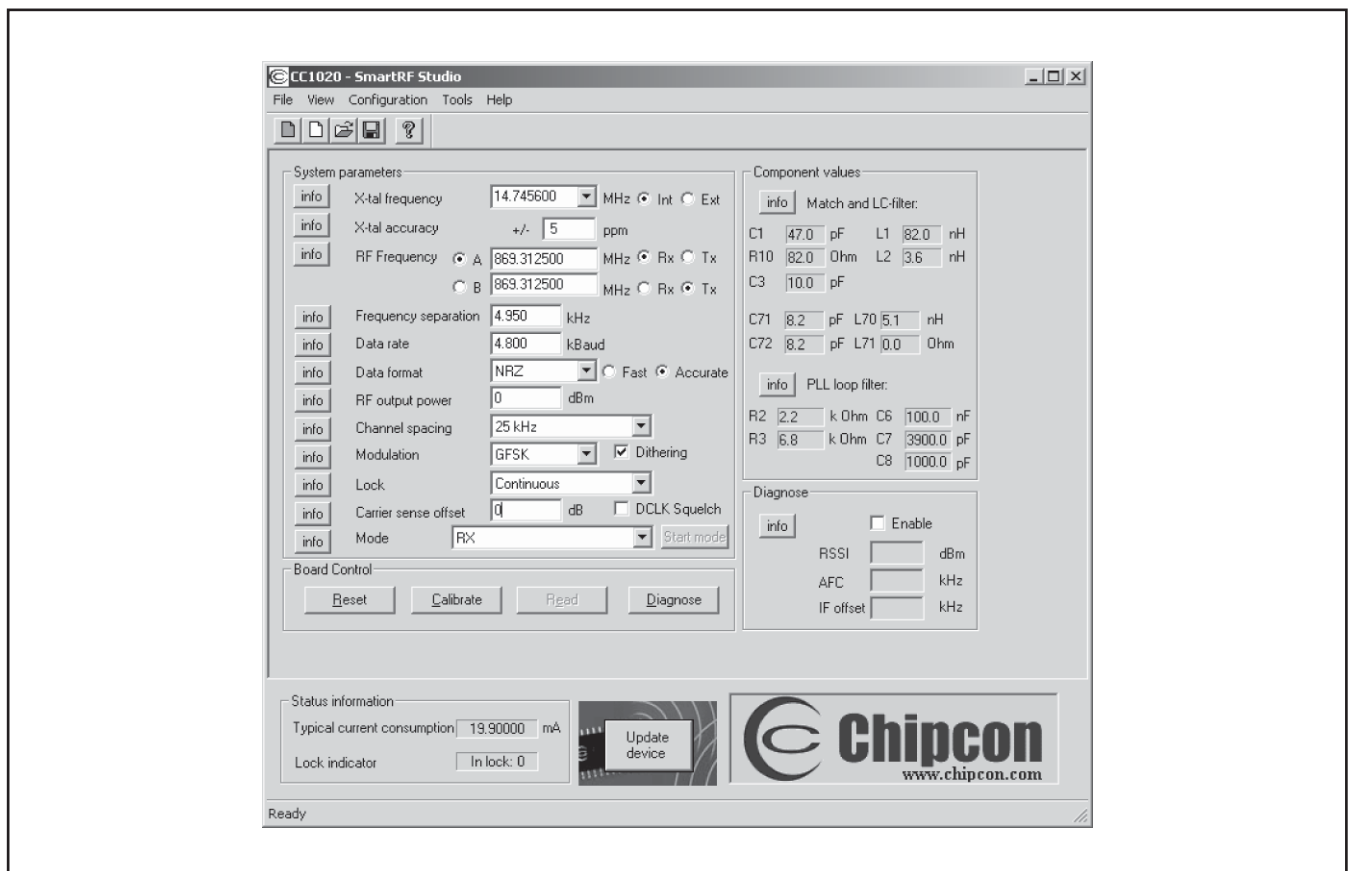 CC1020 - SmartRF Studio
File View Configuration Tools Help
System parameters
info X-tal frequency 14.745600 MHz Int Ext
info X-tal accuracy +/- 5 ppm
info RF Frequency A 869.312500 MHz Rx Tx
B 869.312500 MHz Rx Tx
info Frequency separation 4.950 kHz
info Data rate 4.800 kBaud
info Data format NRZ Fast Accurate
info RF output power 0 dBm
info Channel spacing 25 kHz
info Modulation GFSK Dithering
info Lock Continuous
info Carrier sense offset 0 dB DCLK Squelch
info Mode RX Start mode
Board Control
Reset Calibrate Read Diagnose
Component values
info Match and LC-filter:
C1 47.0 pF L1 82.0 nH
R10 82.0 Ohm L2 3.6 nH
C3 10.0 pF
C71 8.2 pF L70 5.1 nH
C72 8.2 pF L71 0.0 Ohm
info PLL loop filter:
R2 2.2 k Ohm C6 100.0 nF
R3 6.8 k Ohm C7 3900.0 pF
C8 1000.0 pF
Diagnose
info Enable
RSSI dBm
AFC kHz
IF offset kHz
Status information
Typical current consumption 19.90000 mA
Lock indicator In lock: 0
Update
device
Chipcon
www.chipcon.com
Ready